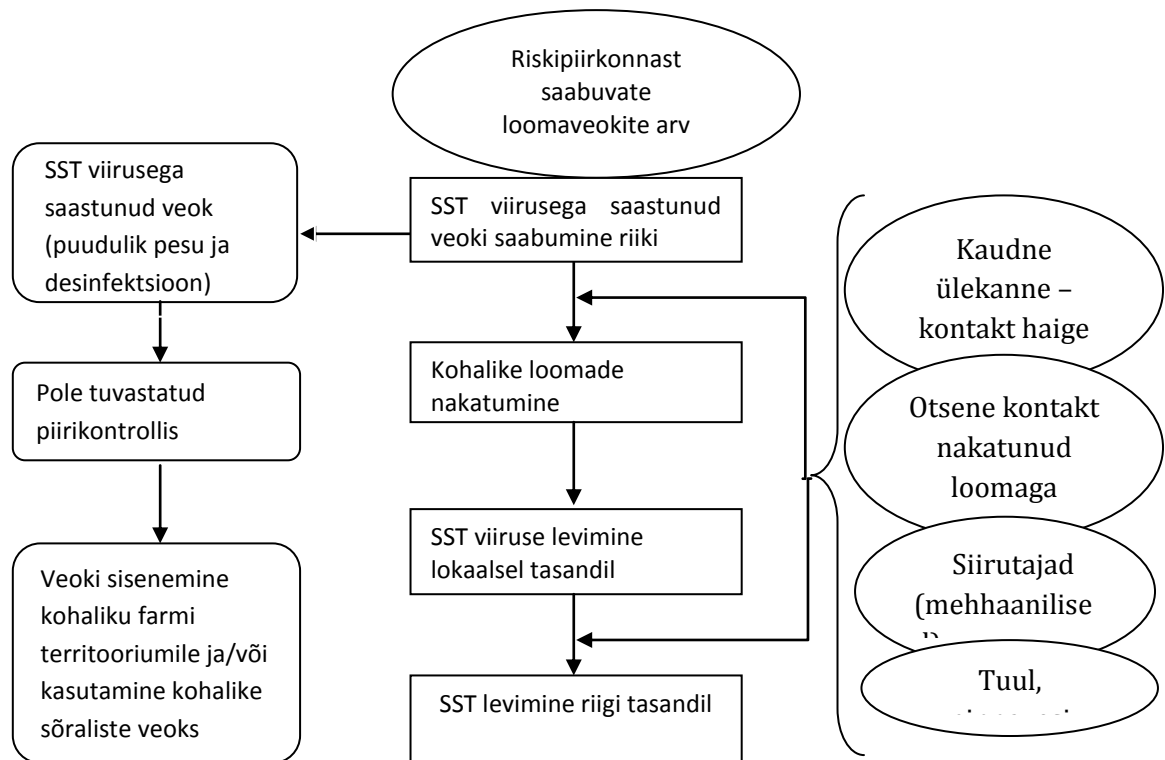 Riskipiirkonnast
saabuvate
loomaveokite arv
SST viirusega
saastunud veok
(puudulik pesu ja
desinfektsioon)
SST viirusega saastunud
veoki saabumine riiki
Kaudne
ülekanne –
kontakt haige
Pole tuvastatud
piirikontrollis
Kohalike loomade
nakatumine
Otsene kontakt
nakatunud
loomaga
Veoki sisenemine
kohaliku farmi
territooriumile ja/või
kasutamine kohalike
sõraliste veoks
SST viiruse levimine
lokaalsel tasandil
Siirutajad
(mehhaanilise
SST levimine riigi tasandil
Tuul,